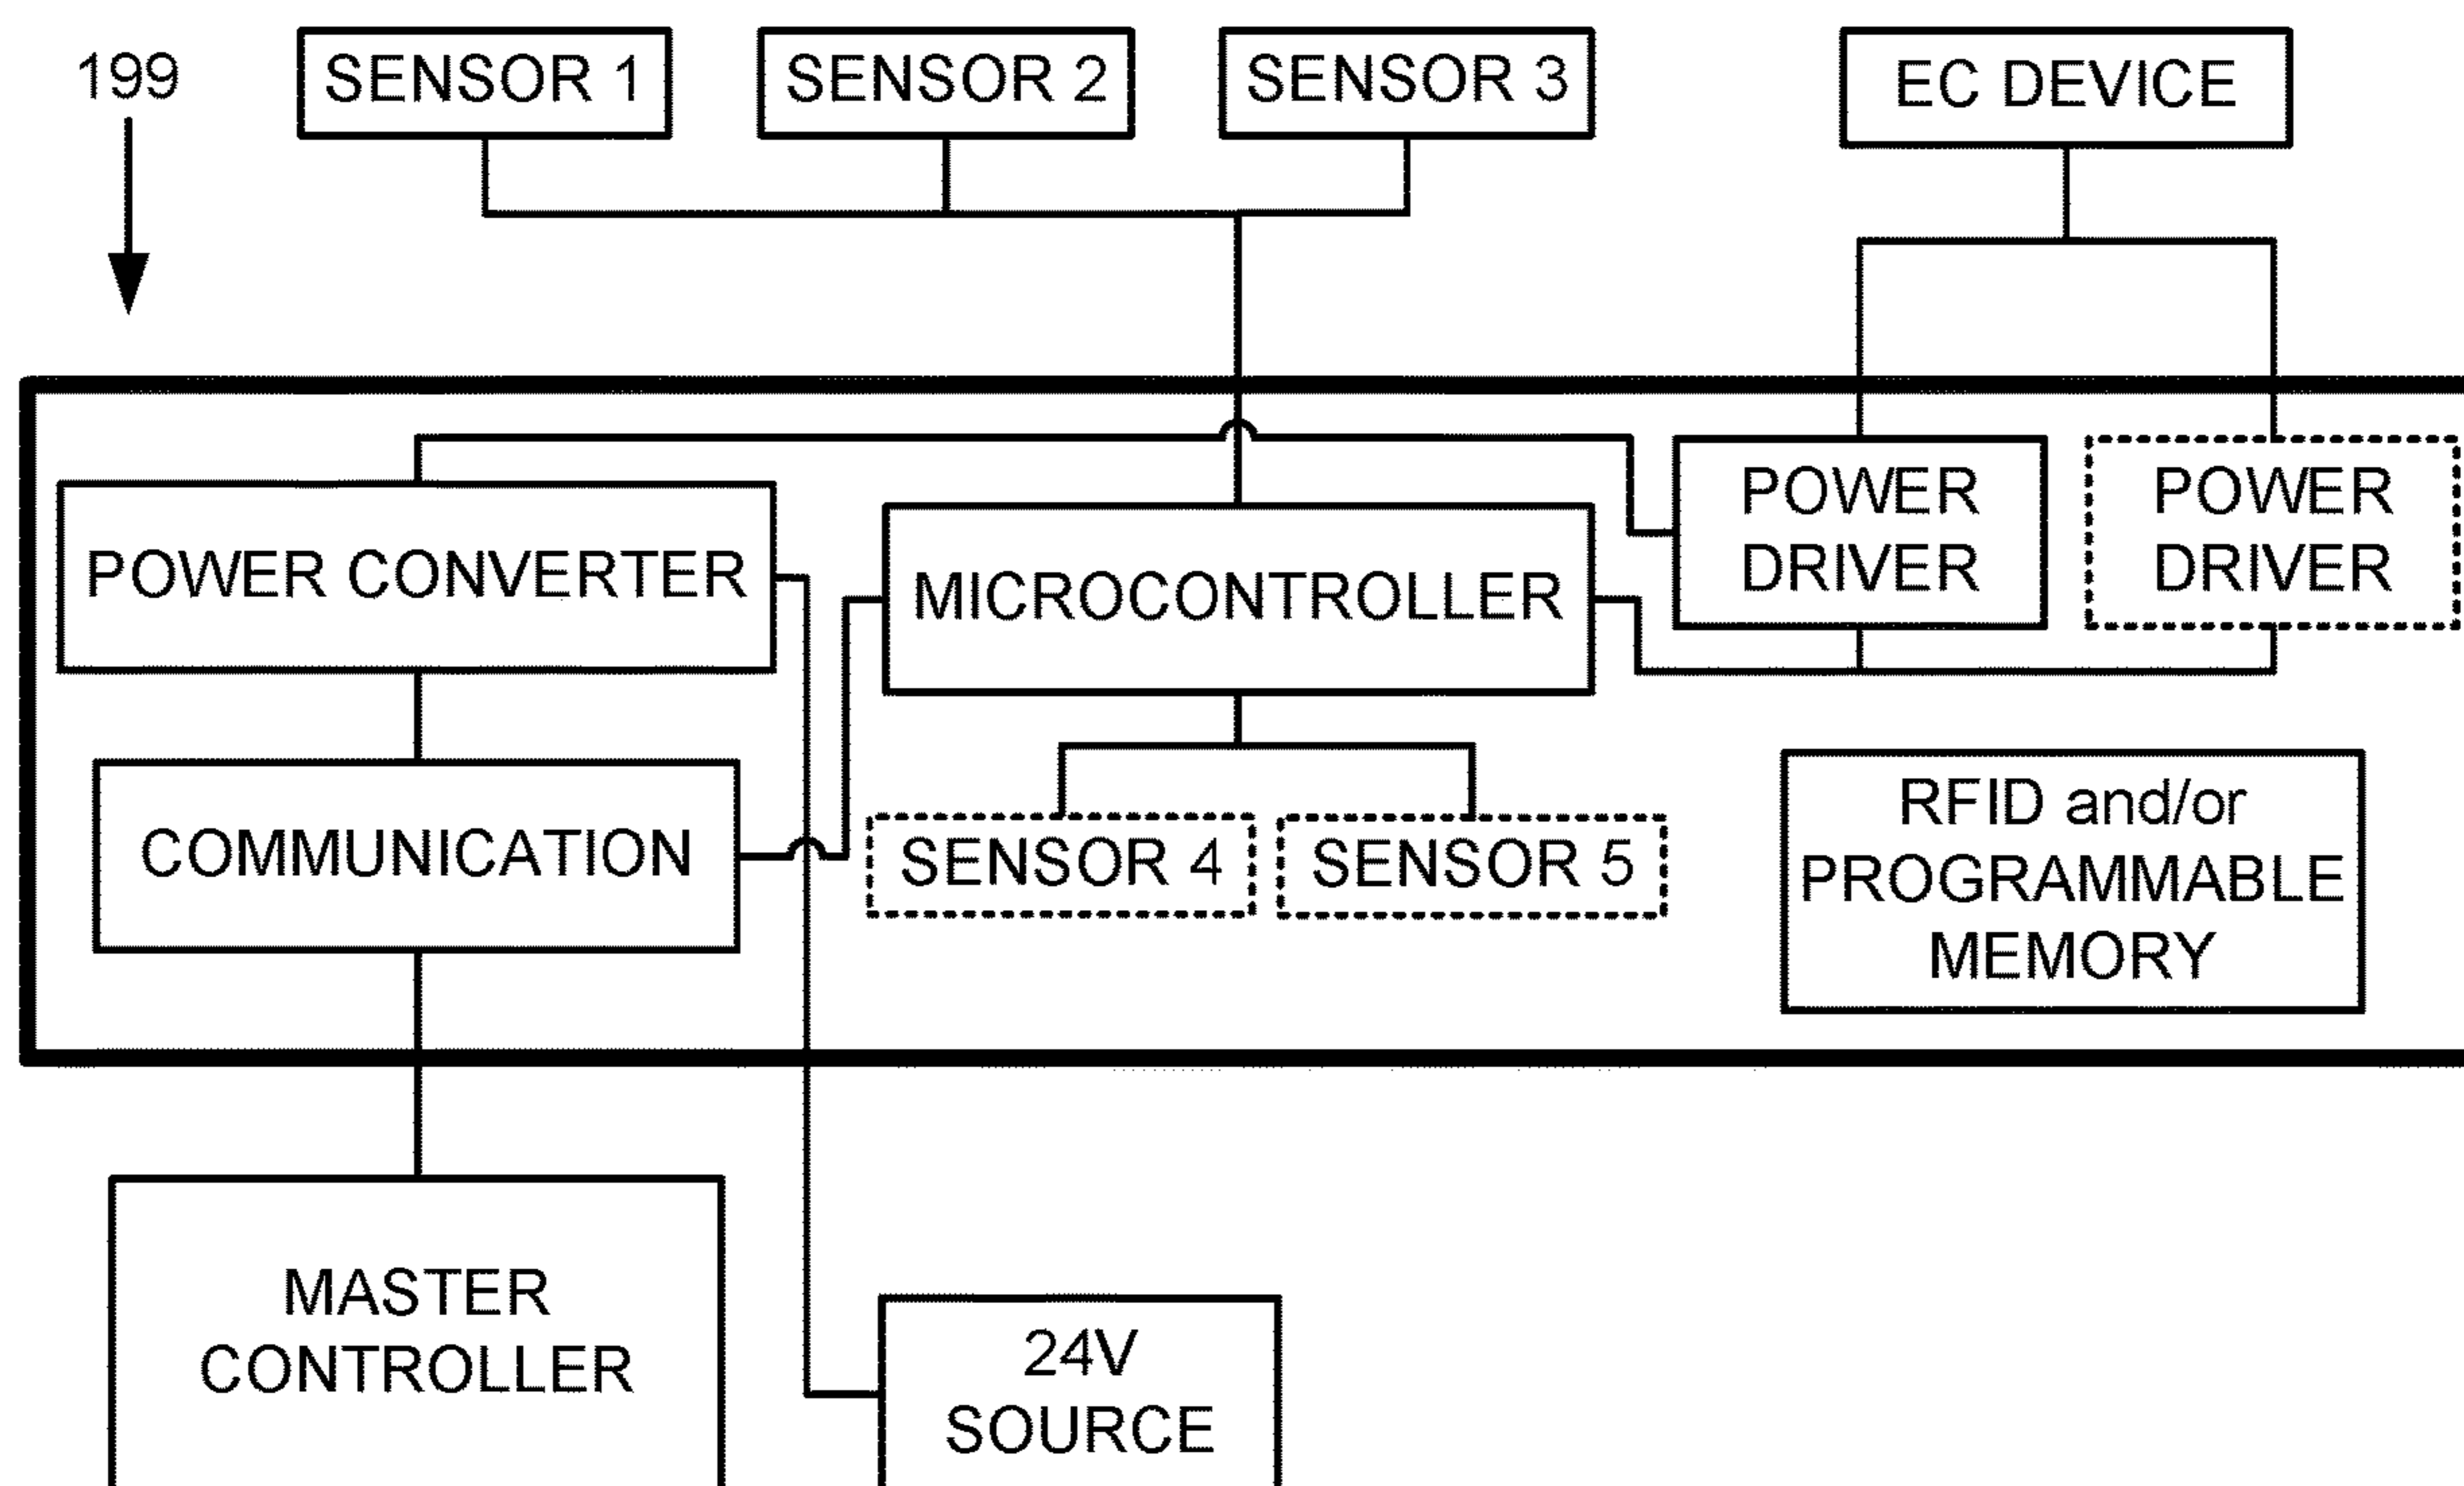 199
SENSOR 1
SENSOR 2
SENSOR 3
EC DEVICE
POWER CONVERTER
MICROCONTROLLER
POWER
DRIVER
POWER
DRIVER
COMMUNICATION
SENSOR 4
SENSOR 5
RFID and/or
PROGRAMMABLE
MEMORY
MASTER
CONTROLLER
24V
SOURCE